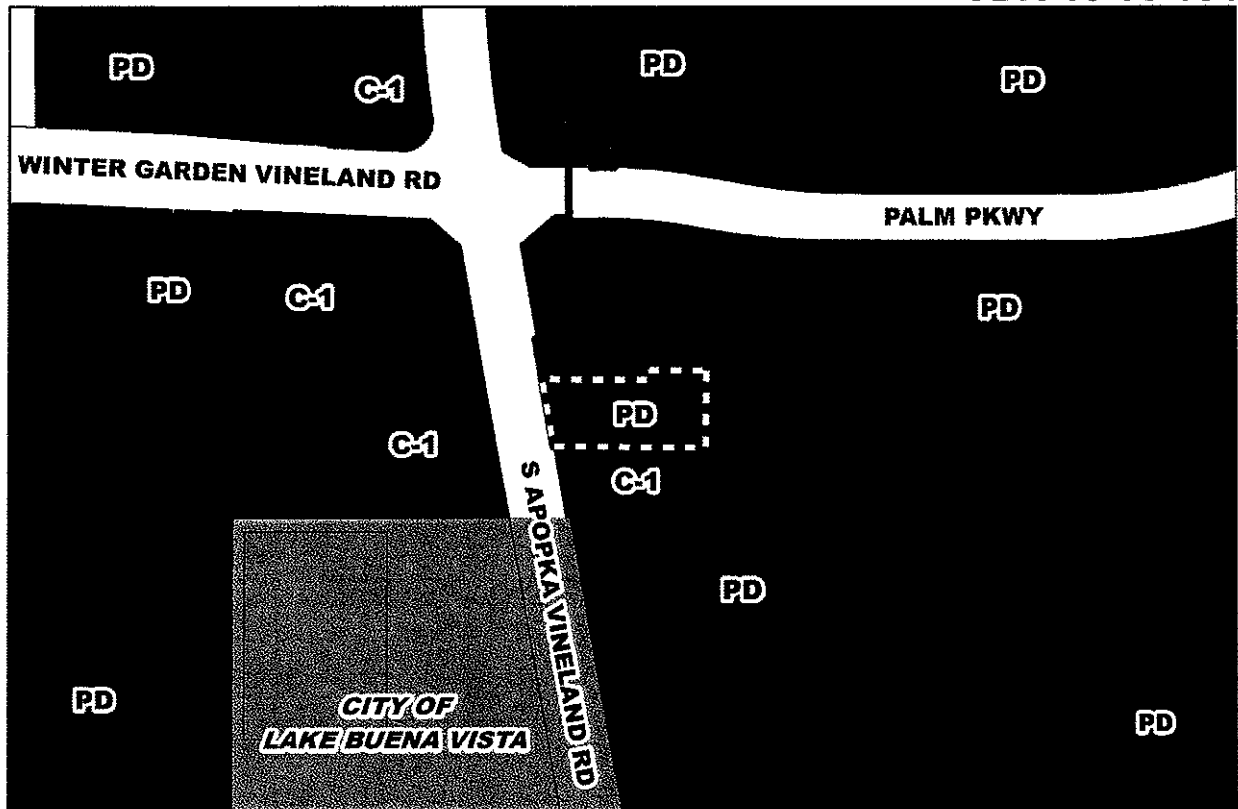 PD
C-1
PD
PD
WINTER GARDEN VINELAND RD
PALM PKWY
PD
C-1
PD
PD
C-1
C-1
S APOPKA VINELAND RD
PD
PD
CITY OF
LAKE BUENA VISTA
PD